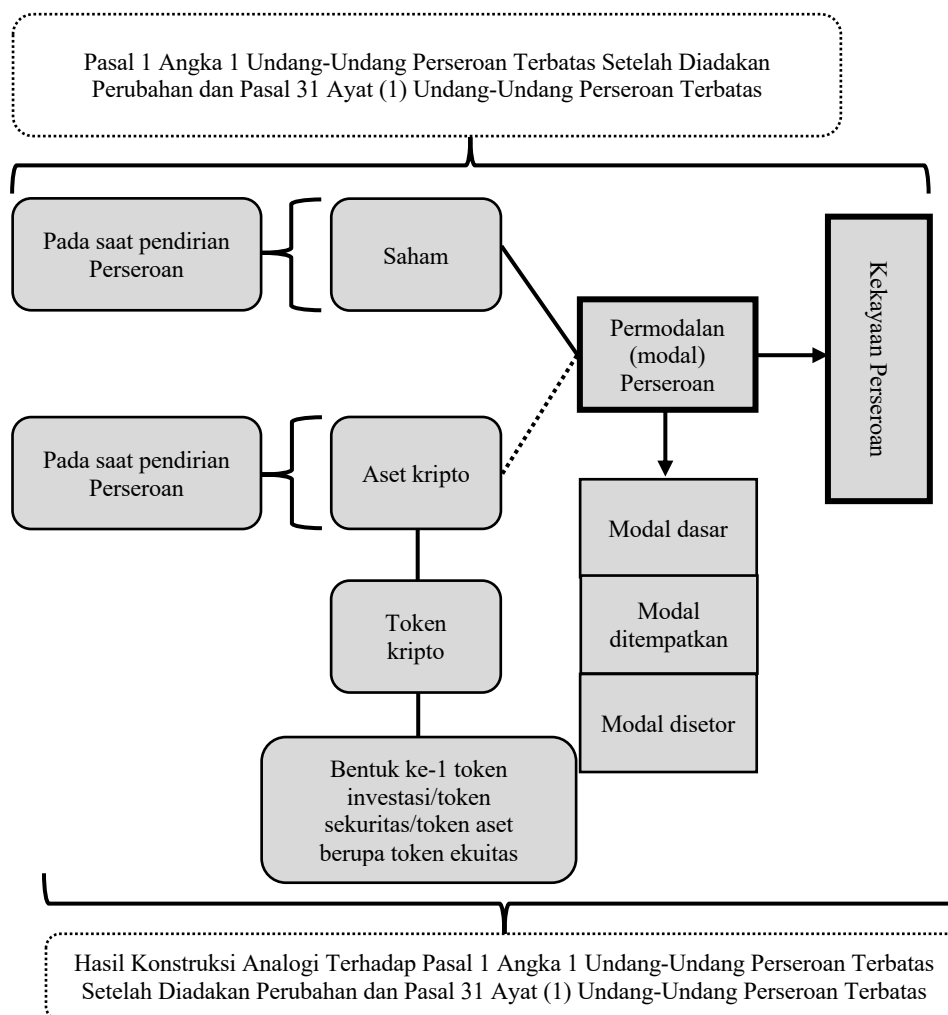 Pasal 1 Angka 1 Undang-Undang Perseroan Terbatas Setelah Diadakan
Perubahan dan Pasal 31 Ayat (1) Undang-Undang Perseroan Terbatas
Pada saat pendirian
Perseroan
Saham
Permodalan
(modal)
Perseroan
Kekayaan Perseroan
Pada saat pendirian
Perseroan
Aset kripto
Modal dasar
Token
kripto
Modal
ditempatkan
Modal disetor
Bentuk ke-1 token
investasi/token
sekuritas/token aset
berupa token ekuitas
Hasil Konstruksi Analogi Terhadap Pasal 1 Angka 1 Undang-Undang Perseroan Terbatas
Setelah Diadakan Perubahan dan Pasal 31 Ayat (1) Undang-Undang Perseroan Terbatas